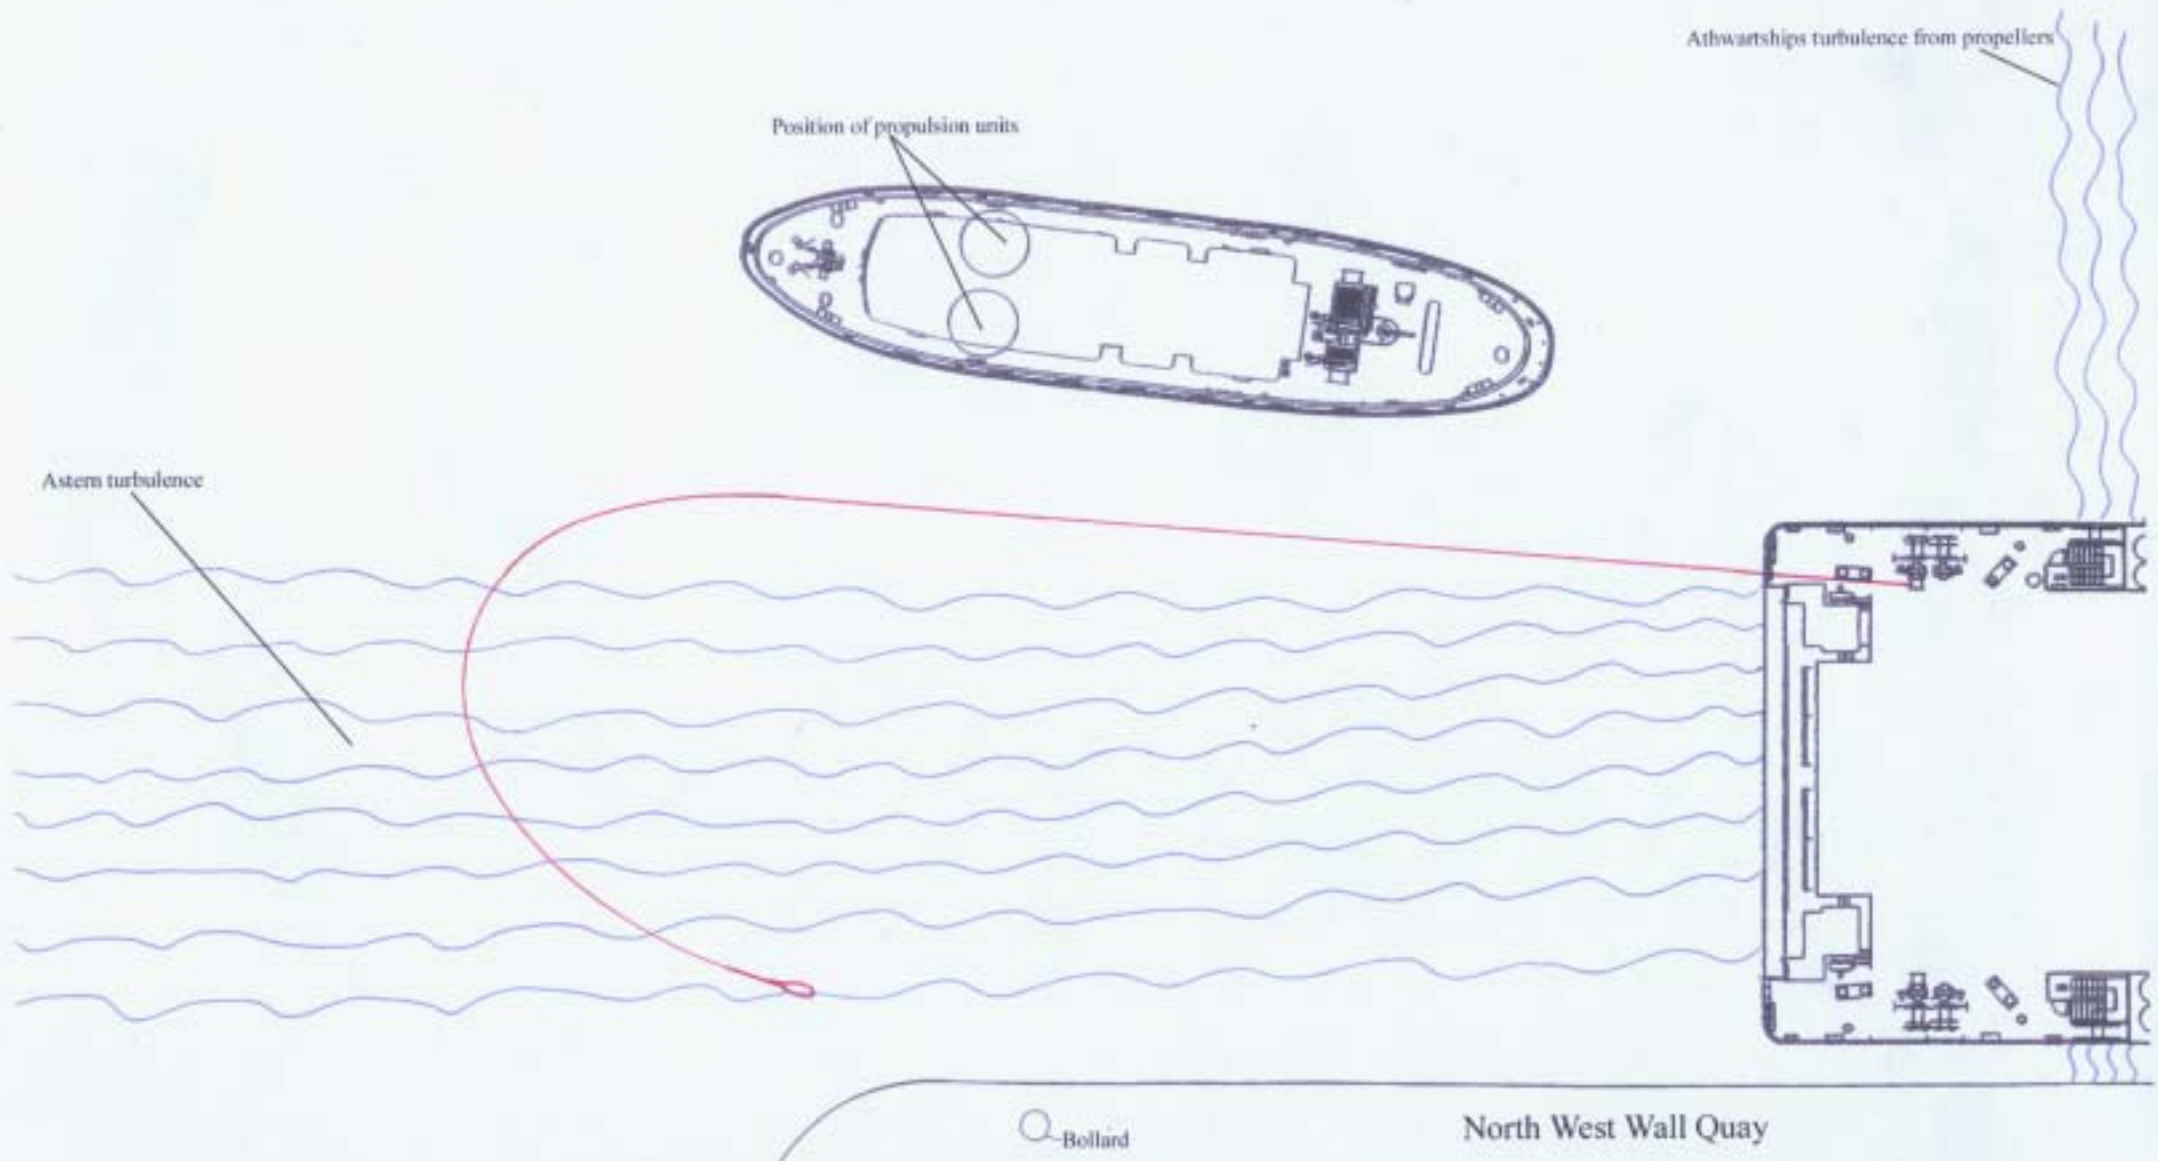 Athwartships turbulence from propellers
Position of propulsion units
Astern turbulence
North West Wall Quay
Bollard